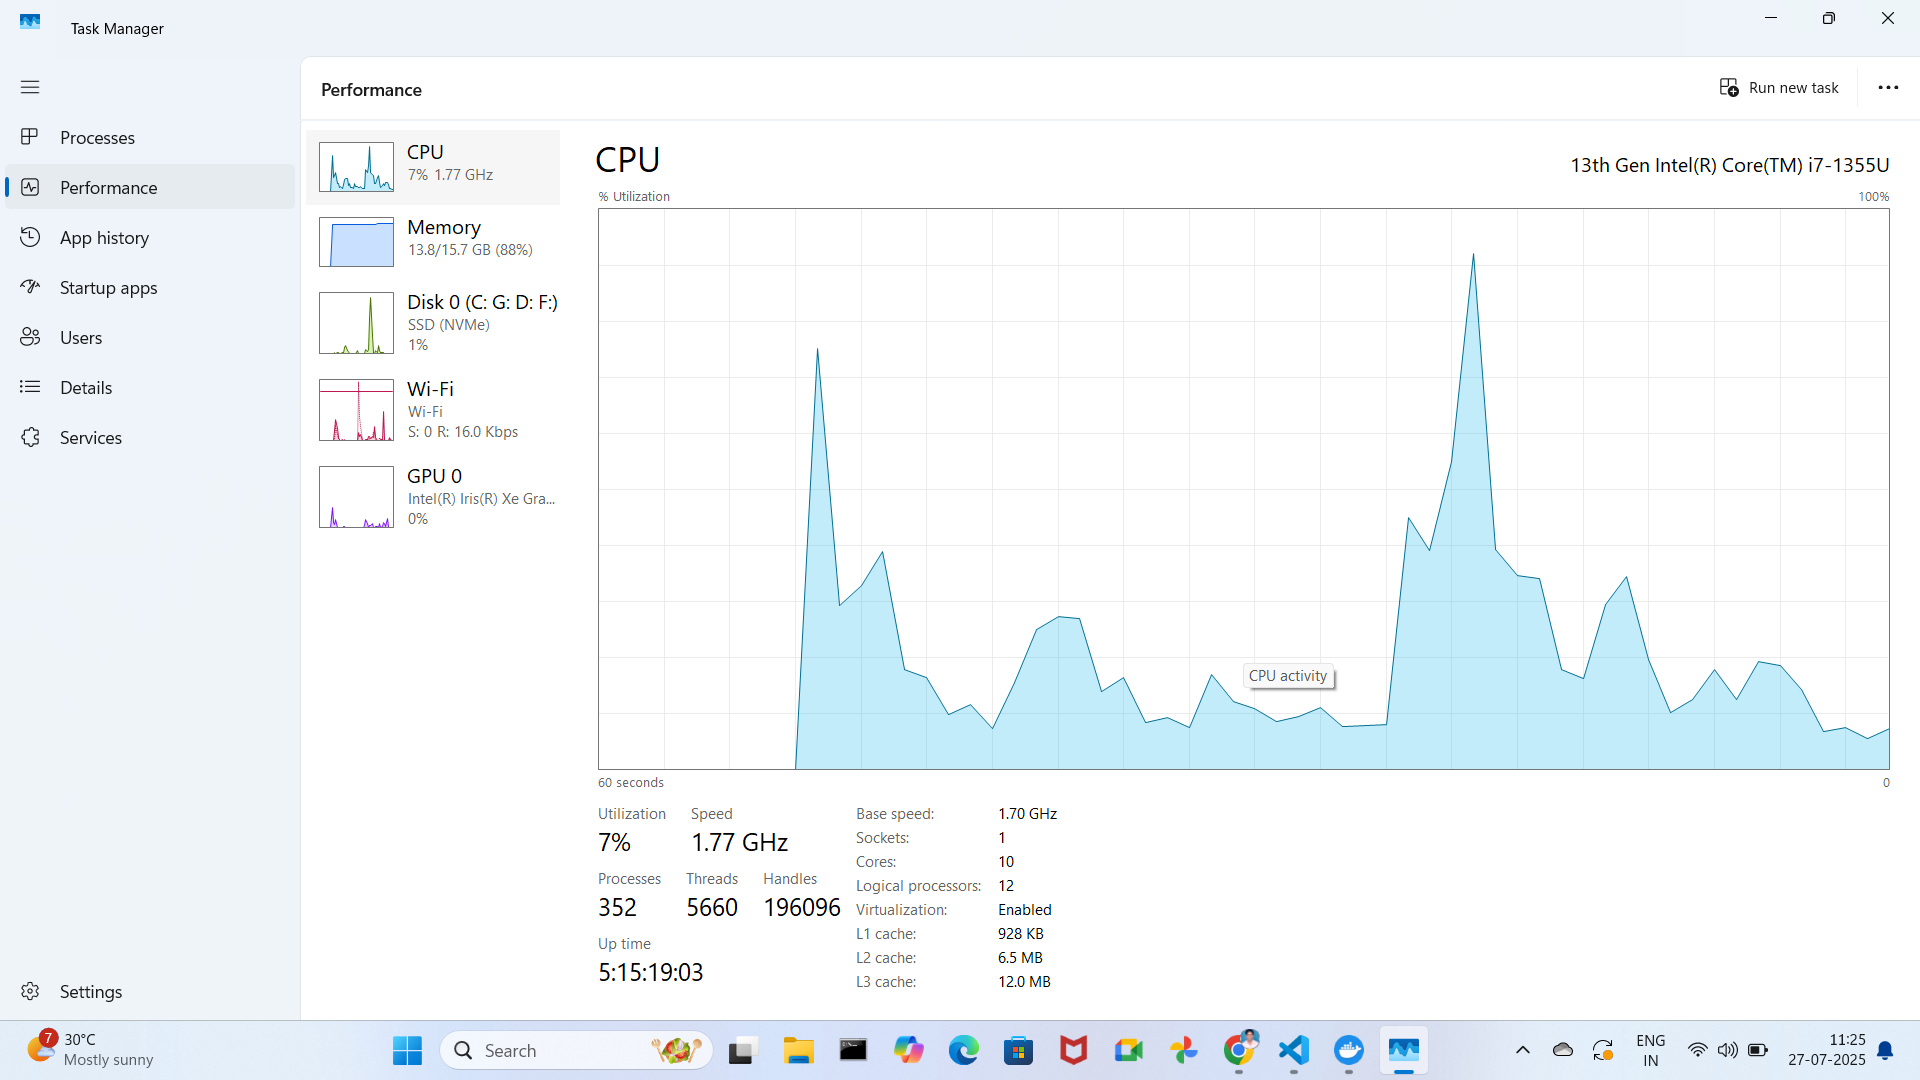 Task Manager
Processes
Performance
App history
Startup apps
Users
Details
Services
Settings
Performance
Run new task
CPU
7% 1.77 GHz
Memory
13.8/15.7 GB (88%)
Disk 0 (C: G: D: F:)
SSD (NVMe)
1%
Wi-Fi
Wi-Fi
S: 0 R: 16.0 Kbps
GPU 0
Intel(R) Iris(R) Xe Gra...
0%
CPU
13th Gen Intel(R) Core(TM) i7-1355U
% Utilization
100%
CPU activity
60 seconds
0
Utilization
Speed
7%
1.77 GHz
Processes
Threads
Handles
352
5660
196096
Up time
5:15:19:03
Base speed: 1.70 GHz
Sockets: 1
Cores: 10
Logical processors: 12
Virtualization: Enabled
L1 cache: 928 KB
L2 cache: 6.5 MB
L3 cache: 12.0 MB
7
30°C
Mostly sunny
Search
ENG
IN
11:25
27-07-2025